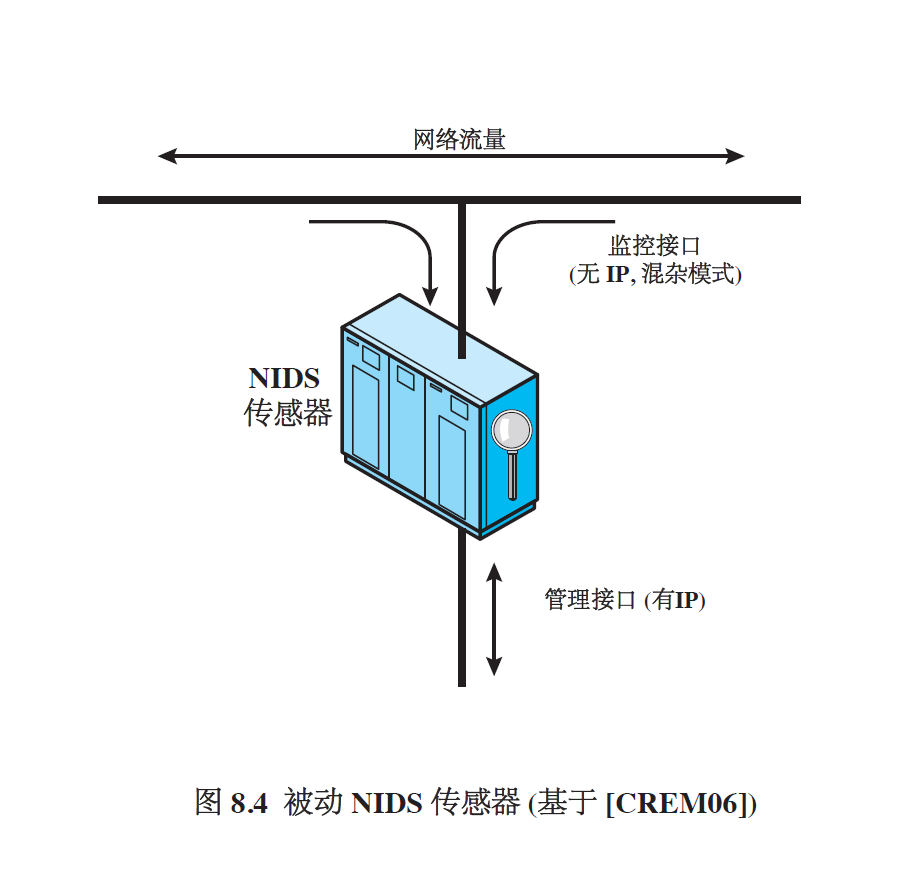 网络流量
监控接口
(无 IP, 混杂模式)
NIDS
传感器
管理接口 (有IP)
图 8.4 被动 NIDS 传感器 (基于 [CREM06])